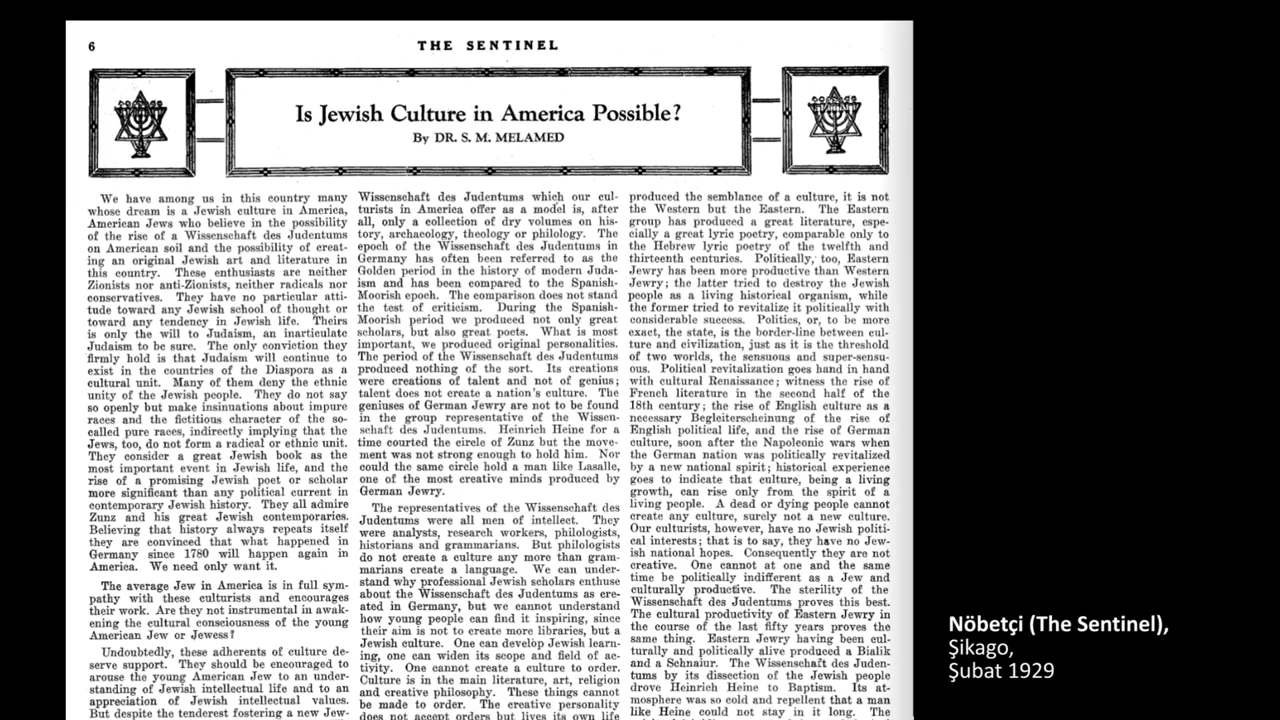 6
THE SENTINEL
Is Jewish Culture in America Possible?
By DR. S. M. MELAMED
We have among us in this country many
whose dream is a Jewish culture in America,
American Jews who believe in the possibility
of the rise of a Wissenschaft des Judentums
on American soil and the possibility of creat-
ing an original Jewish art and literature in
this country. These enthusiasts are neither
Zionists nor anti-Zionists, neither radicals nor
conservatives. They have no particular atti-
tude toward any Jewish school of thought or
toward any tendency in Jewish life. Theirs
is only the will to Judaism, an inarticulate
Judaism to be sure. The only conviction they
firmly hold is that Judaism will continue to
exist in the countries of the Diaspora as a
cultural unit. Many of them deny the ethnic
unity of the Jewish people. They do not say
so openly but make insinuations about impure
races and the fictitious character of the so-
called pure races, indirectly implying that the
Jews, too, do not form a radical or ethnic unit.
They consider a great Jewish book as the
most important event in Jewish life, and the
rise of a promising Jewish poet or scholar
more significant than any political current in
contemporary Jewish history. They all admire
Zunz and his great Jewish contemporaries.
Believing that history always repeats itself
they are convinced that what happened in
Germany since 1780 will happen again in
America. We need only want it.
The average Jew in America is in full sym-
pathy with these culturists and encourages
their work. Are they not instrumental in awak-
ening the cultural consciousness of the young
American Jew or Jewess?
Undoubtedly, these adherents of culture de-
serve support. They should be encouraged to
arouse the young American Jew to an under-
standing of Jewish intellectual life and to an
appreciation of Jewish intellectual values.
But despite the tenderest fostering a new Jew-
Wissenschaft des Judentums which our cul-
turists in America offer as a model is, after
all, only a collection of dry volumes on his-
tory, archaeology, theology or philology. The
epoch of the Wissenschaft des Judentums in
Germany has often been referred to as the
Golden period in the history of modern Juda-
ism and has been compared to the Spanish-
Moorish epoch. The comparison does not stand
the test of criticism. During the Spanish-
Moorish period we produced not only great
scholars, but also great poets. What is most
important, we produced original personalities.
The period of the Wissenschaft des Judentums
produced nothing of the sort. Its creations
were creations of talent and not of genius;
talent does not create a nation's culture. The
geniuses of German Jewry are not to be found
in the group representative of the Wissen-
schaft des Judentums. Heinrich Heine for a
time courted the circle of Zunz but the move-
ment was not strong enough to hold him. Nor
could the same circle hold a man like Lasalle,
one of the most creative minds produced by
German Jewry.
The representatives of the Wissenschaft des
Judentums were all men of intellect. They
were analysts, research workers, philologists,
historians and grammarians. But philologists
do not create a culture any more than gram-
marians create a language. We can under-
stand why professional Jewish scholars enthuse
about the Wissenschaft des Judentums as cre-
ated in Germany, but we cannot understand
how young people can find it inspiring, since
their aim is not to create more libraries, but a
Jewish culture. One can develop Jewish learn-
ing, one can widen its scope and field of ac-
tivity. One cannot create a culture to order.
Culture is in the main literature, art, religion
and creative philosophy. These things cannot
be made to order. The creative personality
does not accept orders but lives its own life
produced the semblance of a culture, it is not
the Western but the Eastern. The Eastern
group has produced a great literature, espe-
cially a great lyric poetry, comparable only to
the Hebrew lyric poetry of the twelfth and
thirteenth centuries. Politically, too, Eastern
Jewry has been more productive than Western
Jewry; the latter tried to destroy the Jewish
people as a living historical organism, while
the former tried to revitalize it politically with
considerable success. Politics, or, to be more
exact, the state, is the border-line between cul-
ture and civilization, just as it is the threshold
of two worlds, the sensuous and super-sensu-
ous. Political revitalization goes hand in hand
with cultural Renaissance; witness the rise of
French literature in the second half of the
18th century; the rise of English culture as a
necessary Begleiterscheinung of the rise of
English political life, and the rise of German
culture, soon after the Napoleonic wars when
the German nation was politically revitalized
by a new national spirit; historical experience
goes to indicate that culture, being a living
growth, can rise only from the spirit of a
living people. A dead or dying people cannot
create any culture, surely not a new culture.
Our culturists, however, have no Jewish politi-
cal interests; that is to say, they have no Jew-
ish national hopes. Consequently they are not
creative. One cannot at one and the same
time be politically indifferent as a Jew and
culturally productive. The sterility of the
Wissenschaft des Judentums proves this best.
The cultural productivity of Eastern Jewry in
the course of the last fifty years proves the
same thing. Eastern Jewry having been cul-
turally and politically alive produced a Bialik
and a Schnaiur. The Wissenschaft des Juden-
tums by its dissection of the Jewish people
drove Heinrich Heine to Baptism. Its at-
mosphere was so cold and repellent that a man
like Heine could not stay in it long. The
Nöbetçi (The Sentinel),
Şikago,
Şubat 1929